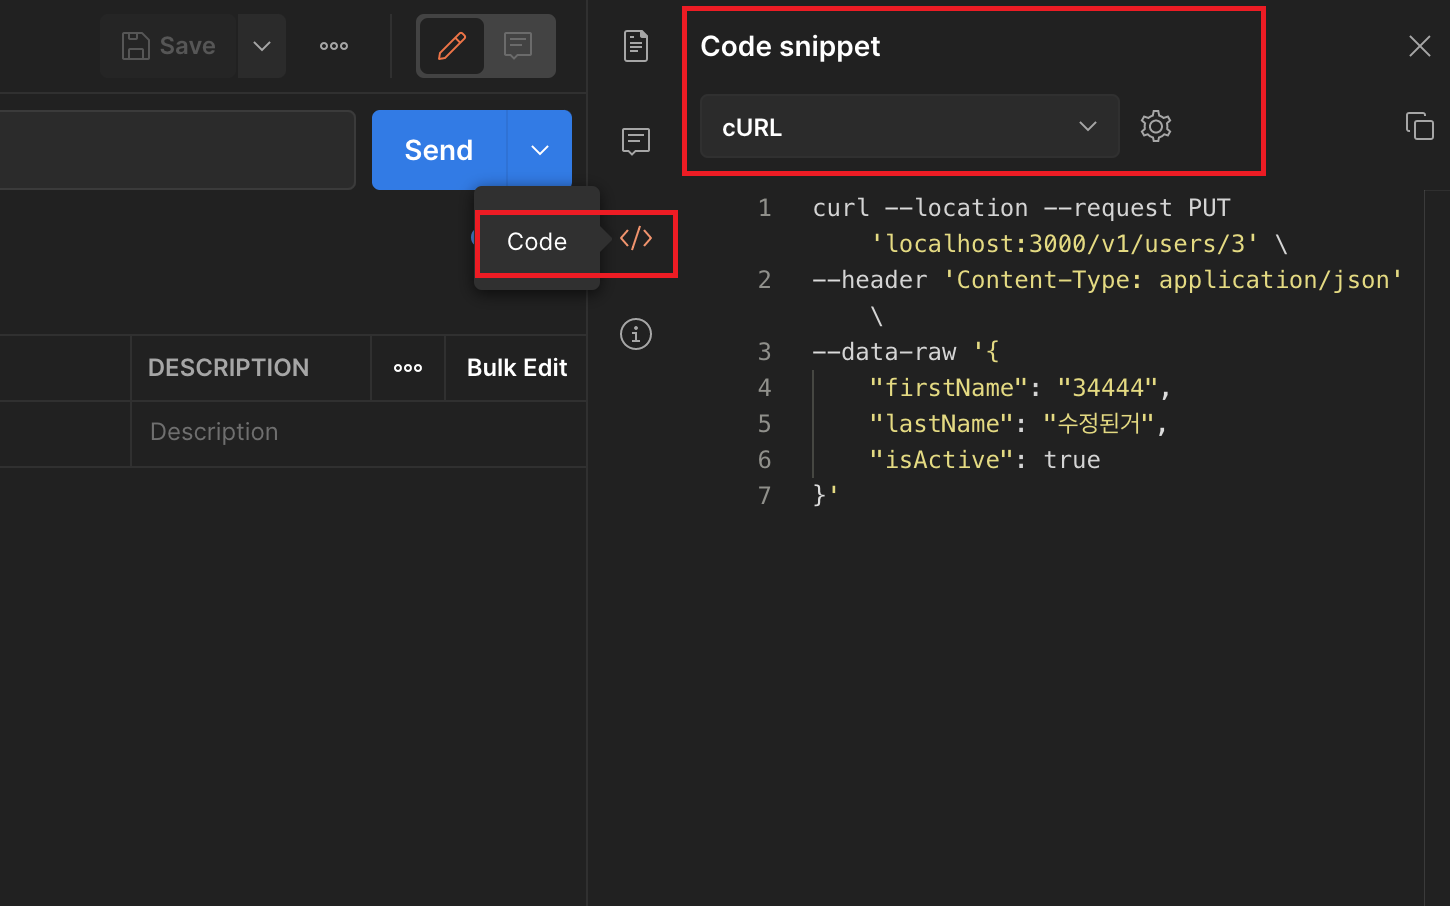 Save
Send
Code
DESCRIPTION
Bulk Edit
Description
Code snippet
cURL
1 curl --location --request PUT
'localhost:3000/v1/users/3' \
2 --header 'Content-Type: application/json'
\
3 --data-raw '{
4 "firstName": "34444",
5 "lastName": "수정된거",
6 "isActive": true
7 }'